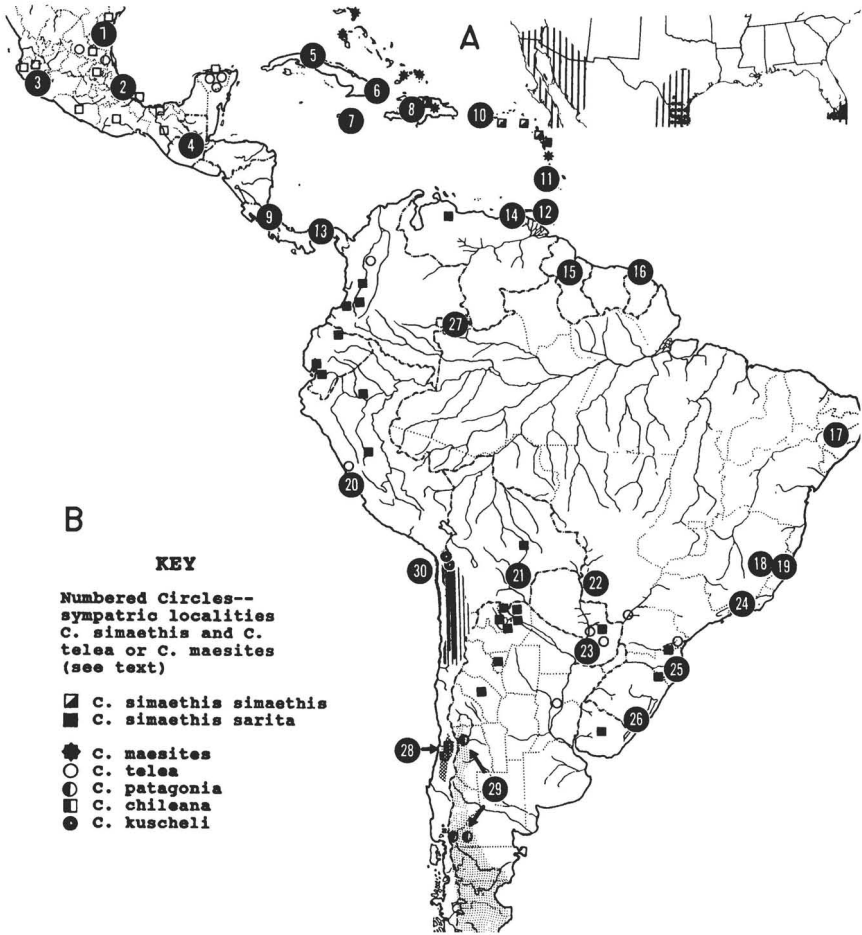 A
1
5
3
2
6
8
7
10
4
11
9
13
14
12
15
16
27
17
20
B
18
19
30
21
22
24
23
25
26
28
29
KEY
Numbered Circles--
sympatric localities
C. simaethis and C.
telea or C. maesites
(see text)
C. simaethis simaethis
C. simaethis sarita
C. maesites
C. telea
C. patagonia
C. chileana
C. kuscheli